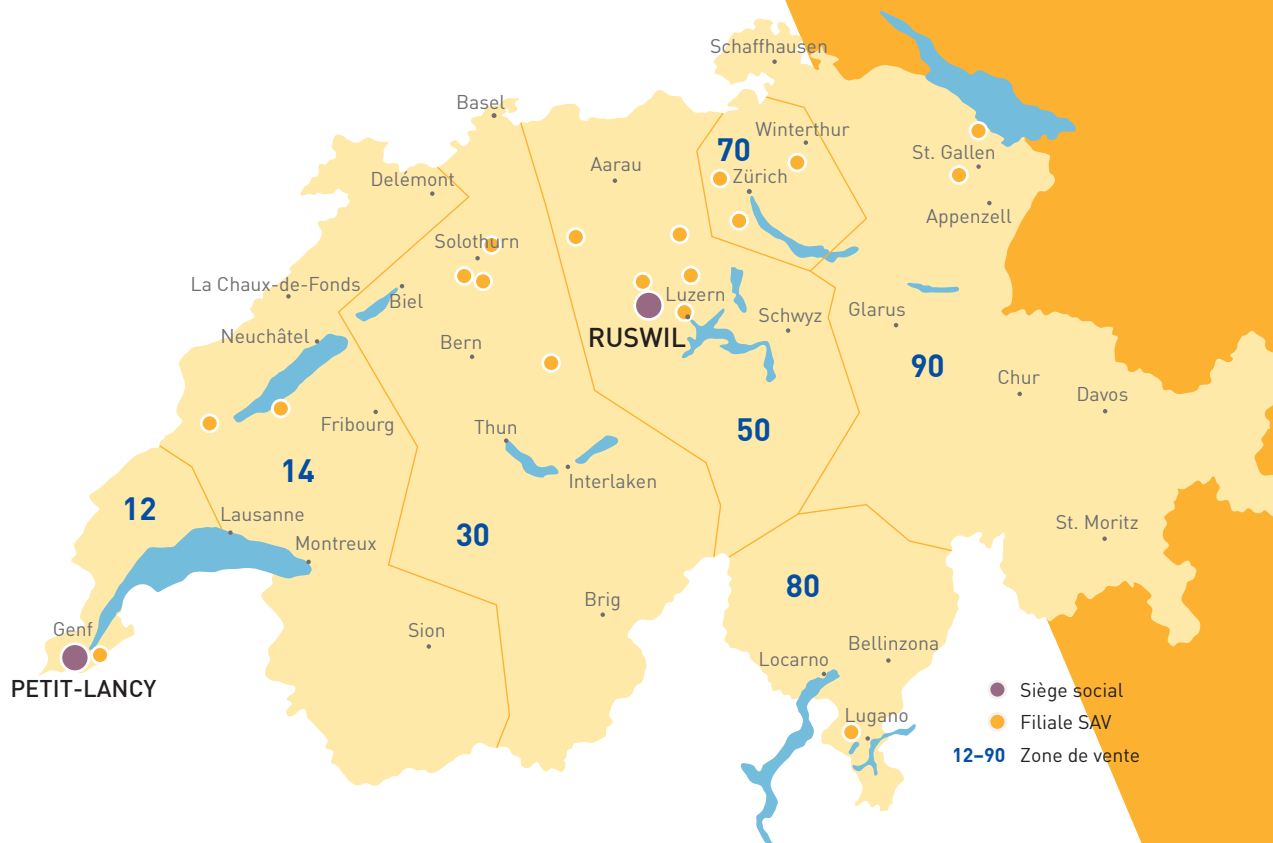 Schaffhausen
Basel
Winterthur
70
Aarau
St. Gallen
Delémont
Zürich
Appenzell
Solothurn
La Chaux-de-Fonds
Biel
Luzern
Glarus
Schwyz
Neuchâtel
RUSWIL
Bern
90
Chur
Davos
Fribourg
Thun
50
14
Interlaken
12
Lausanne
St. Moritz
30
Montreux
80
Brig
Genf
Sion
Bellinzona
Locarno
PETIT-LANCY
Lugano
Siège social
Filiale SAV
12–90 Zone de vente